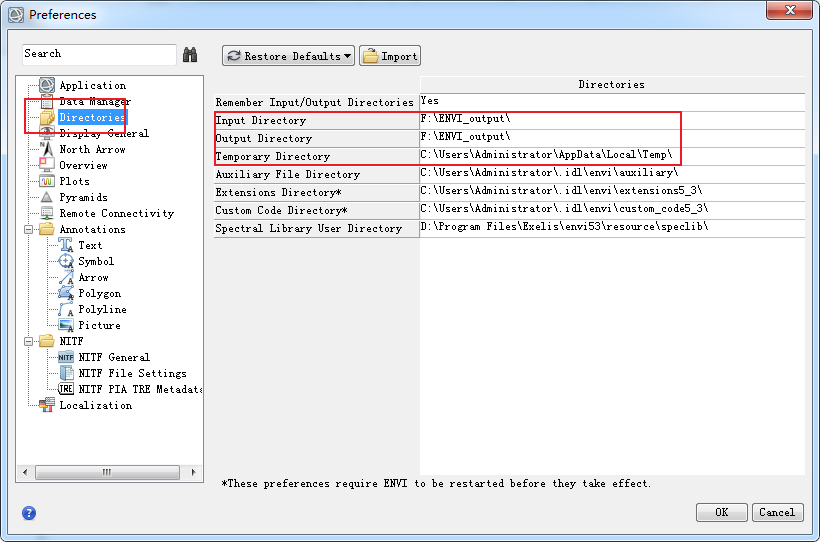 Preferences
Search
Restore Defaults
Import
Application
Data Manager
Directories
Display General
North Arrow
Overview
Plots
Pyramids
Remote Connectivity
Annotations
Text
Symbol
Arrow
Polygon
Polyline
Picture
NITF
NITF NITF General
NITF File Settings
TRE NITF PIA TRE Metadata
Localization
Directories
Remember Input/Output Directories Yes
Input Directory F:\ENVI_output\
Output Directory F:\ENVI_output\
Temporary Directory C:\Users\Administrator\AppData\Local\Temp\
Auxiliary File Directory C:\Users\Administrator\.idl\envi\auxiliary\
Extensions Directory* C:\Users\Administrator\.idl\envi\extensions5_3\
Custom Code Directory* C:\Users\Administrator\.idl\envi\custom_code5_3\
Spectral Library User Directory D:\Program Files\Exelis\envi53\resource\speclib\
*These preferences require ENVI to be restarted before they take effect.
?
OK
Cancel